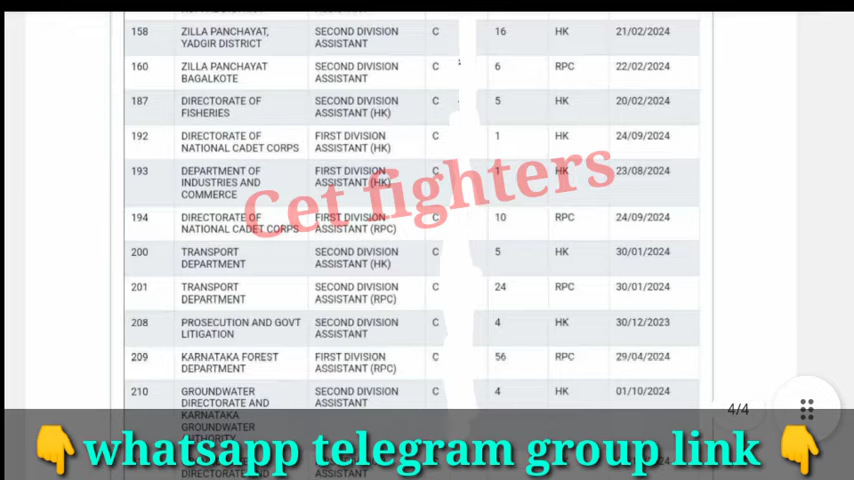 158 ZILLA PANCHAYAT, SECOND DIVISION C 16 HK 21/02/2024
YADGIR DISTRICT ASSISTANT
160 ZILLA PANCHAYAT SECOND DIVISION C 6 RPC 22/02/2024
BAGALKOTE ASSISTANT
187 DIRECTORATE OF SECOND DIVISION C 5 HK 20/02/2024
FISHERIES ASSISTANT (HK)
192 DIRECTORATE OF FIRST DIVISION C 1 HK 24/09/2024
NATIONAL CADET CORPS ASSISTANT (HK)
193 DEPARTMENT OF FIRST DIVISION C 1 HK 23/08/2024
INDUSTRIES AND ASSISTANT (HK)
COMMERCE
Cet fighters
194 DIRECTORATE OF FIRST DIVISION C 10 RPC 24/09/2024
NATIONAL CADET CORPS ASSISTANT (RPC)
200 TRANSPORT SECOND DIVISION C 5 HK 30/01/2024
DEPARTMENT ASSISTANT (HK)
201 TRANSPORT SECOND DIVISION C 24 RPC 30/01/2024
DEPARTMENT ASSISTANT (RPC)
208 PROSECUTION AND GOVT SECOND DIVISION C 4 HK 30/12/2023
LITIGATION ASSISTANT
209 KARNATAKA FOREST FIRST DIVISION C 56 RPC 29/04/2024
DEPARTMENT ASSISTANT (RPC)
210 GROUNDWATER SECOND DIVISION C 4 HK 01/10/2024
DIRECTORATE AND ASSISTANT
KARNATAKA
GROUNDWATER
AUTHORITY
4/4
👇whatsapp telegram group link 👇
DIRECTORATE AND ASSISTANT